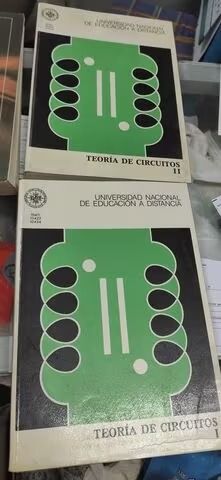 UNIVERSIDAD NACIONAL
DE EDUCACIÓN A DISTANCIA
TEORÍA DE CIRCUITOS
II
UNIVERSIDAD NACIONAL
DE EDUCACIÓN A DISTANCIA
TEORÍA DE CIRCUITOS
I